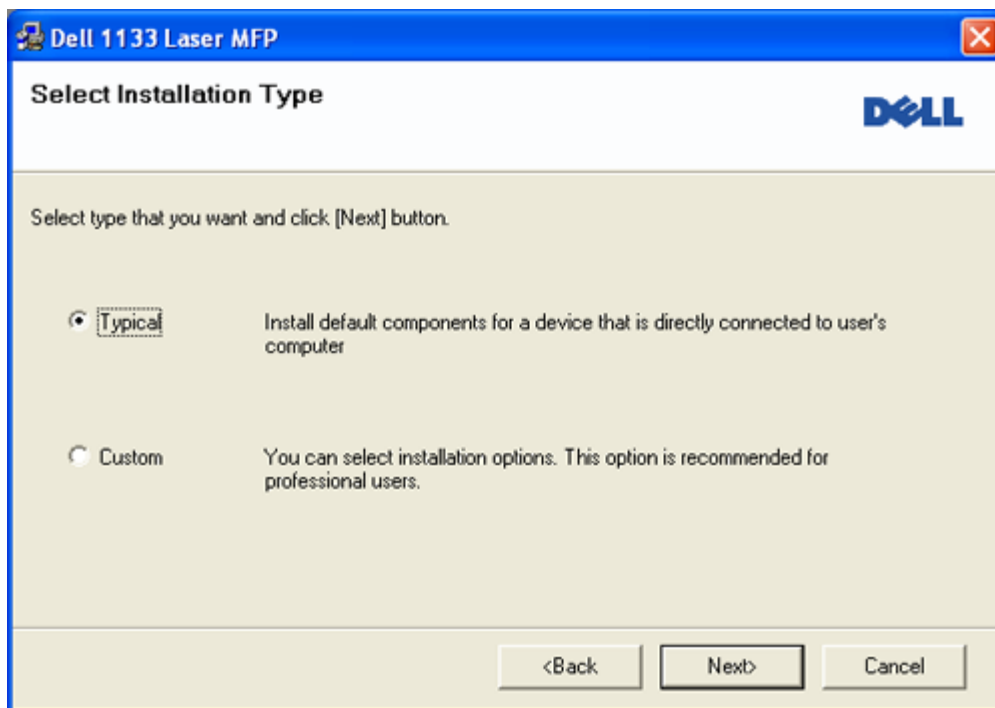 Dell 1133 Laser MFP
Select Installation Type
DELL
Select type that you want and click [Next] button.
Typical
Install default components for a device that is directly connected to user's
computer
Custom
You can select installation options. This option is recommended for
professional users.
<Back
Next>
Cancel